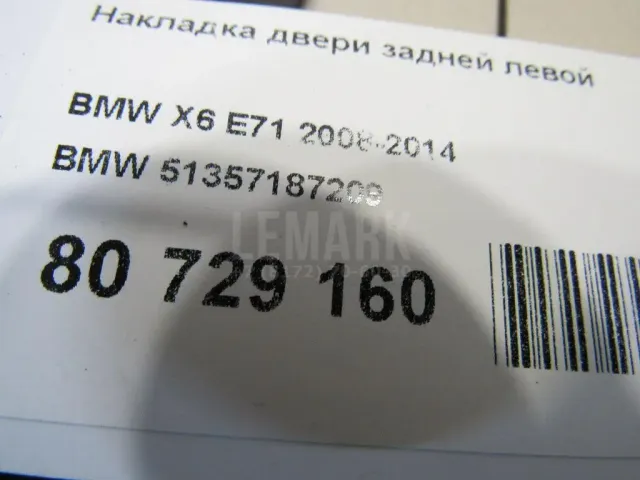 Накладка двери задней левой
BMW X6 E71 2008-2014
BMW 51357187209
80 729 160
LEMARK